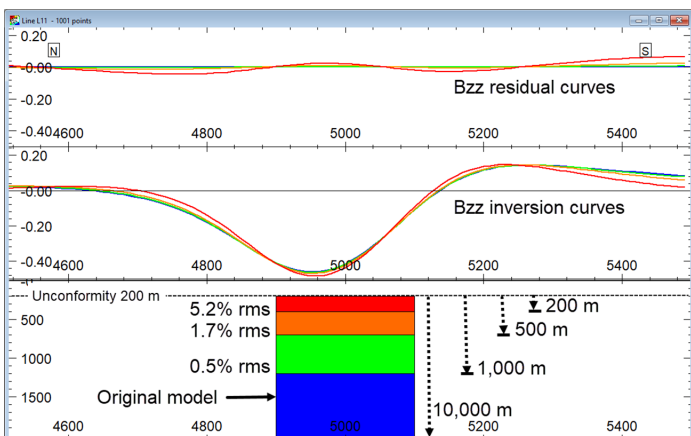 Line L11 - 1001 points
0.20
N
S
-0.00
Bzz residual curves
-0.20
-0.40
4600
4800
5000
5200
5400
0.20
-0.00
Bzz inversion curves
-0.20
-0.40
4600
4800
5000
5200
5400
Unconformity 200 m
5.2% rms
200 m
500
1.7% rms
500 m
1000
0.5% rms
1,000 m
1500
Original model
10,000 m
4600
4800
5000
5200
5400